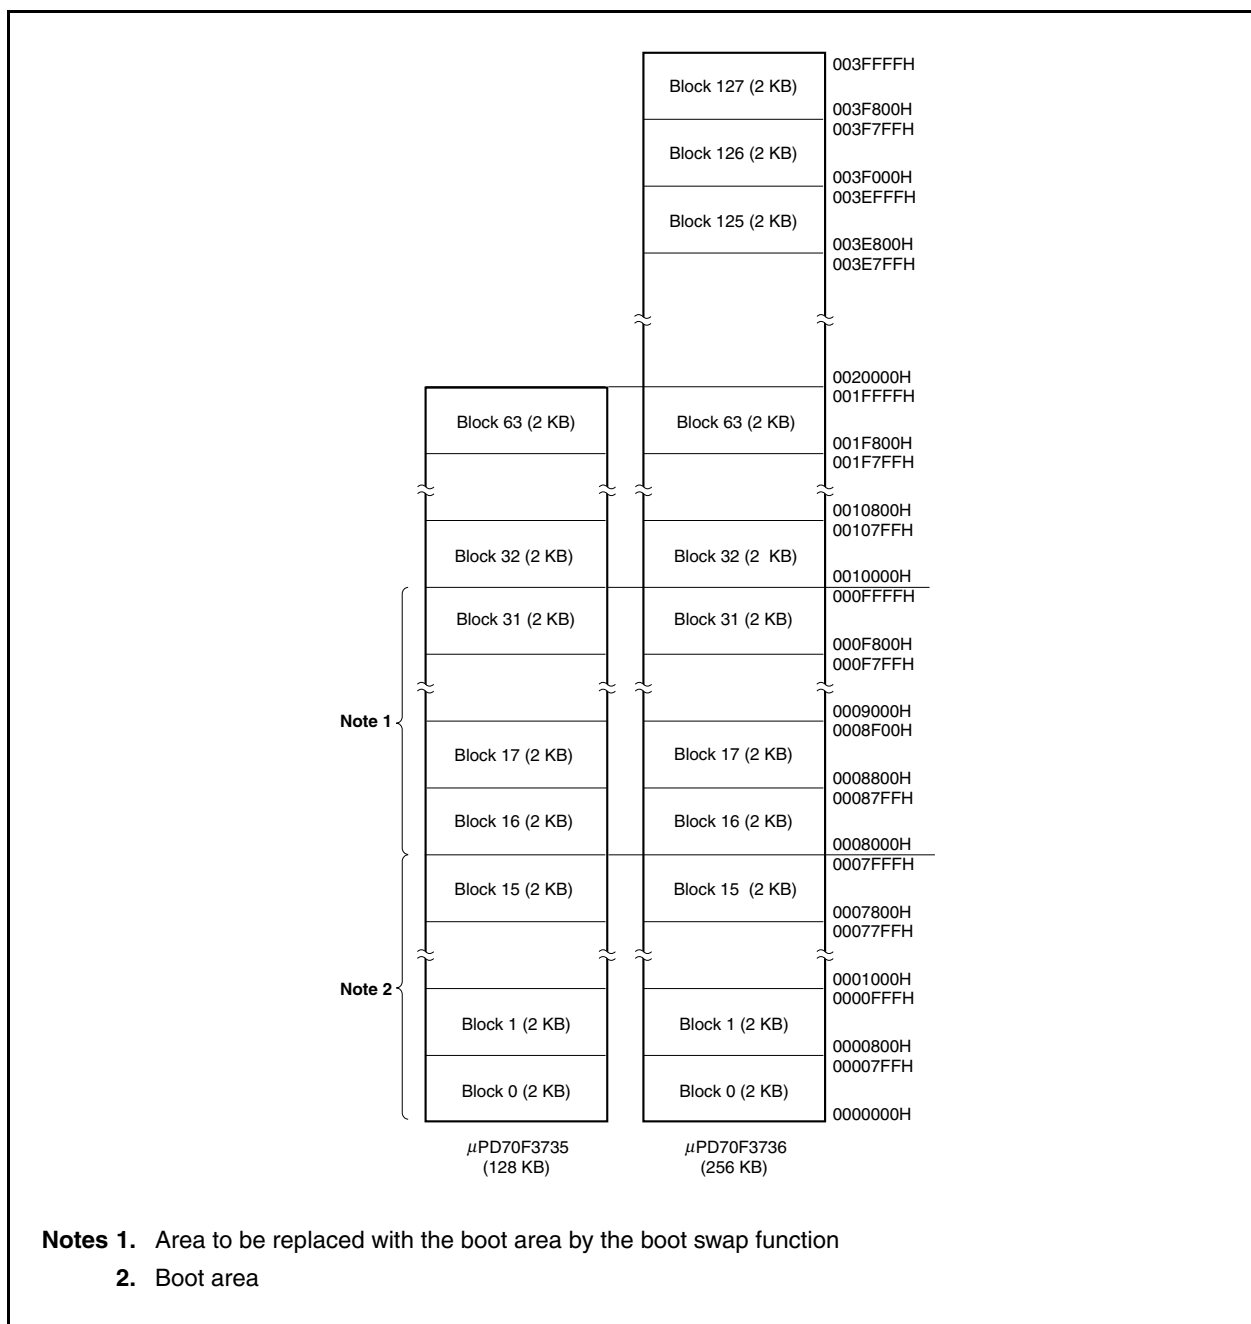 003FFFFH
Block 127 (2 KB)
003F800H
003F7FFH
Block 126 (2 KB)
003F000H
003EFFFH
Block 125 (2 KB)
003E800H
003E7FFH
0020000H
001FFFFH
Block 63 (2 KB) Block 63 (2 KB)
001F800H
001F7FFH
0010800H
00107FFH
Block 32 (2 KB) Block 32 (2  KB)
0010000H
000FFFFH
Block 31 (2 KB) Block 31 (2 KB)
000F800H
000F7FFH
0009000H
Note 1
0008F00H
Block 17 (2 KB) Block 17 (2 KB)
0008800H
00087FFH
Block 16 (2 KB) Block 16 (2 KB)
0008000H
0007FFFH
Block 15 (2 KB) Block 15  (2 KB)
0007800H
00077FFH
0001000H
Note 2
0000FFFH
Block 1 (2 KB) Block 1 (2 KB)
0000800H
00007FFH
Block 0 (2 KB) Block 0 (2 KB)
0000000H
μPD70F3735 μPD70F3736
(128 KB) (256 KB)
Notes 1. Area to be replaced with the boot area by the boot swap function
2. Boot area